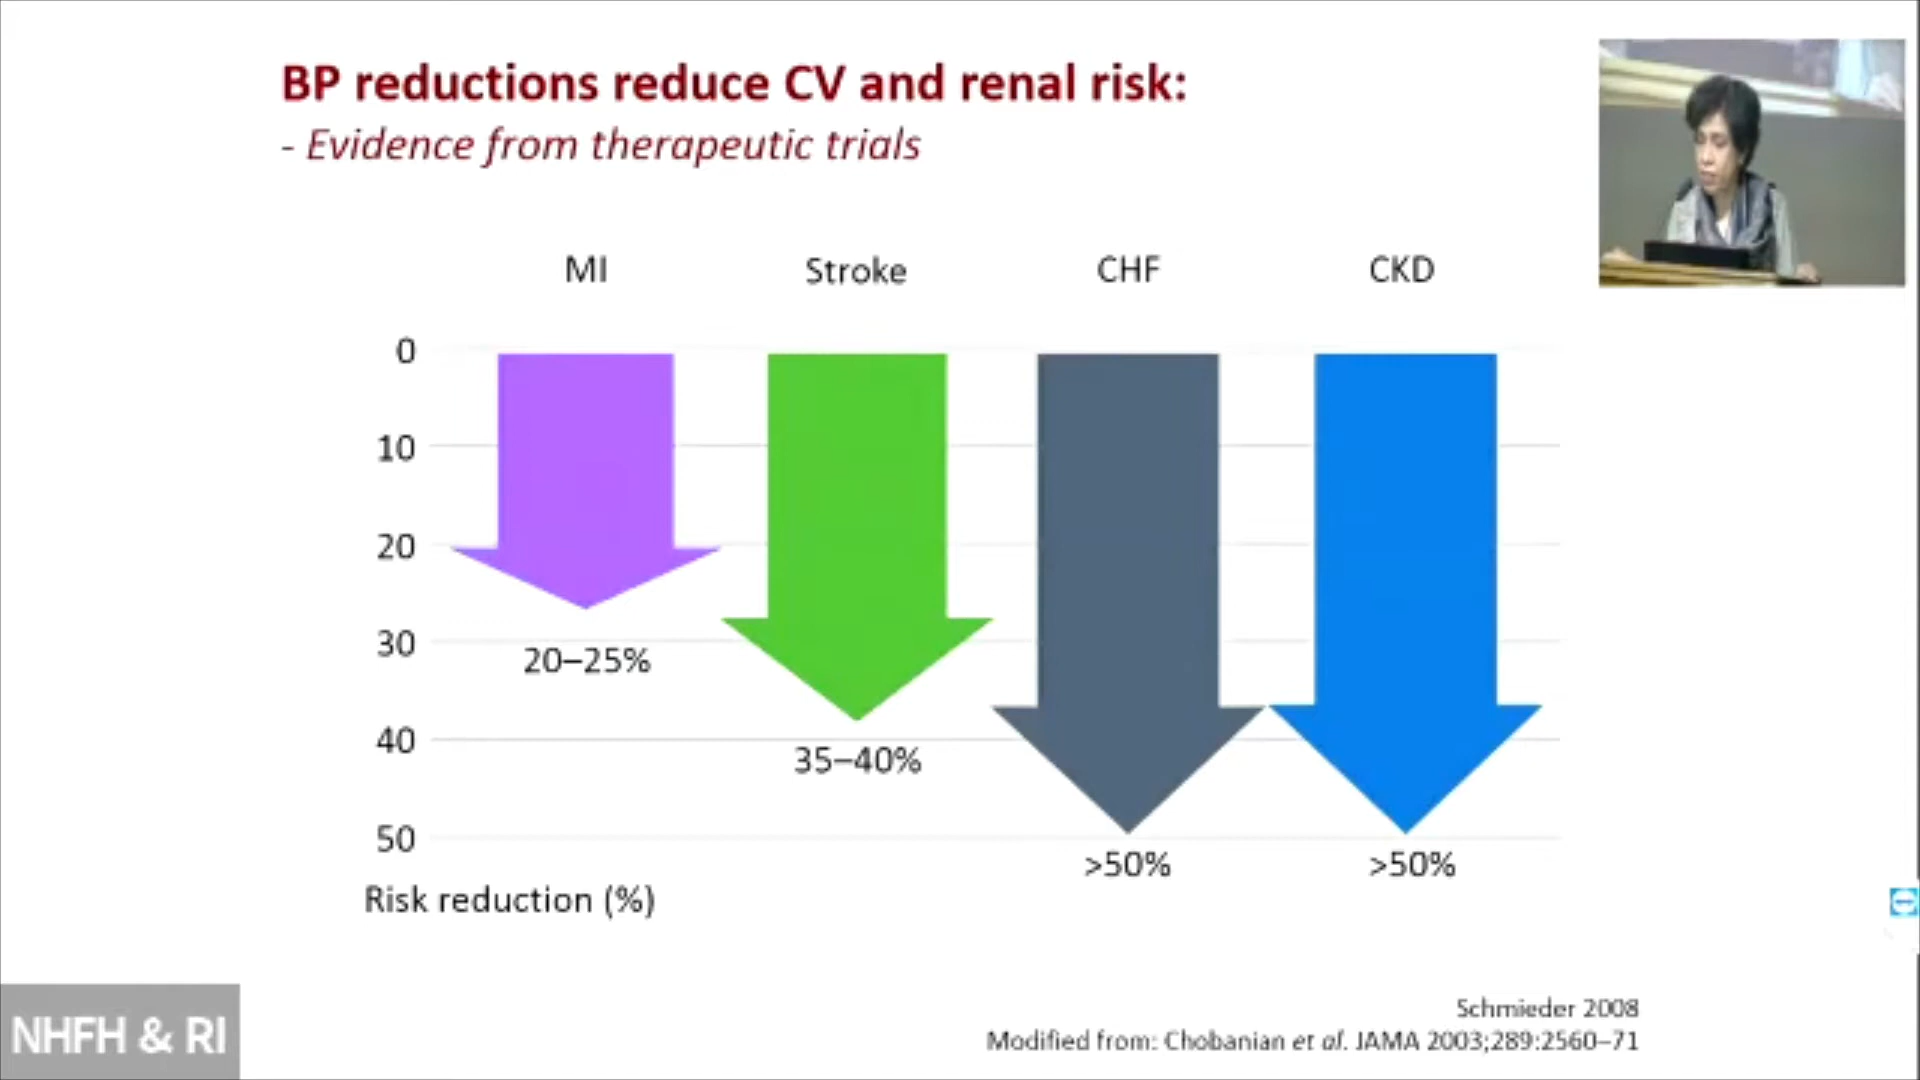 BP reductions reduce CV and renal risk:
- Evidence from therapeutic trials
MI Stroke CHF CKD
0
10
20
30
20–25%
40
35–40%
50
>50% >50%
Risk reduction (%)
NHFH & RI
Schmieder 2008
Modified from: Chobanian et al. JAMA 2003;289:2560–71